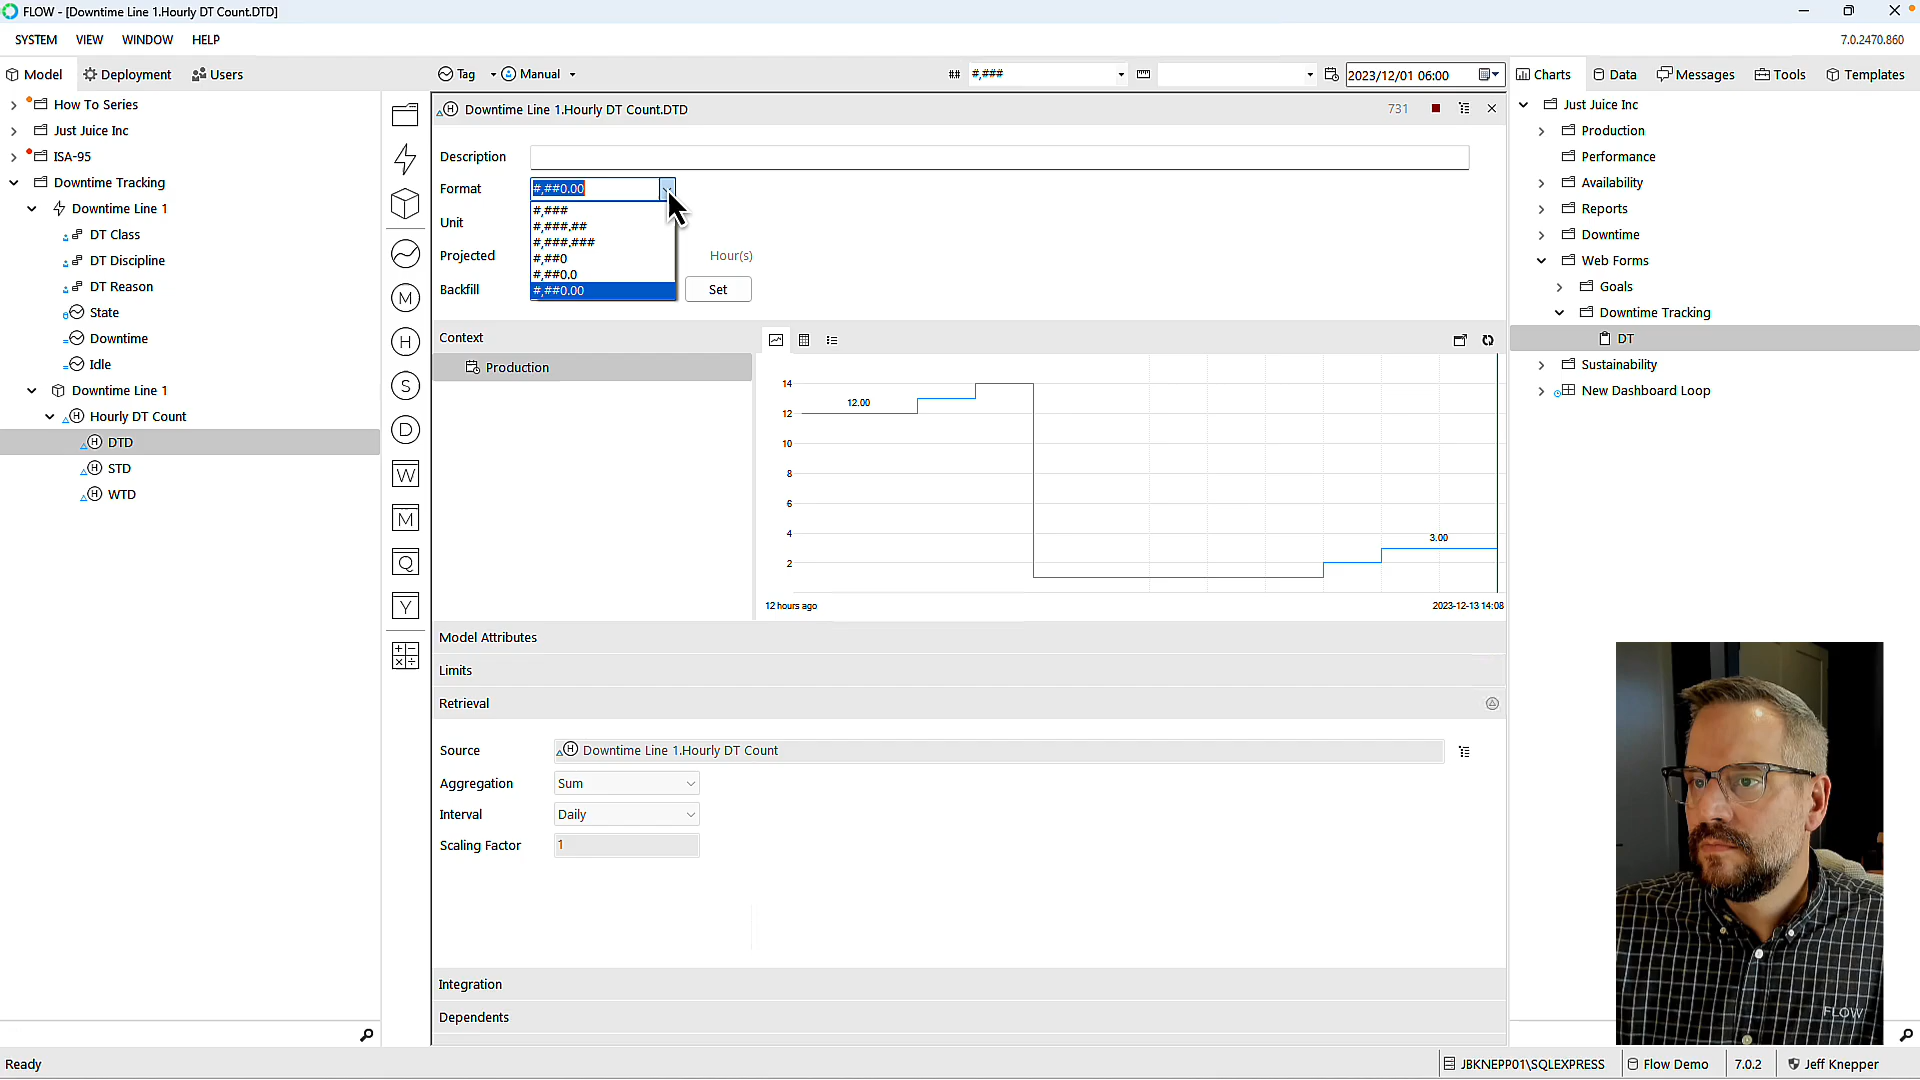 FLOW - [Downtime Line 1.Hourly DT Count.DTD]
SYSTEM VIEW WINDOW HELP
7.0.2470.860
Model Deployment Users
Tag Manual
## #,###
2023/12/01 06:00
Charts Data Messages Tools Templates
How To Series
Just Juice Inc
ISA-95
Downtime Tracking
Downtime Line 1
DT Class
DT Discipline
DT Reason
State
Downtime
Idle
Downtime Line 1
Hourly DT Count
DTD
STD
WTD
M
H
S
D
W
M
Q
Y
Downtime Line 1.Hourly DT Count.DTD
731
Description
Format #,##0.00
#,###
#,###.##
#,###.###
#,##0
#,##0.0
#,##0.00
Unit
Projected Hour(s)
Backfill Set
Context
Production
14
12
10
8
6
4
2
12.00
3.00
12 hours ago
2023-12-13 14:08
Model Attributes
Limits
Retrieval
Source Downtime Line 1.Hourly DT Count
Aggregation Sum
Interval Daily
Scaling Factor 1
Integration
Dependents
Just Juice Inc
Production
Performance
Availability
Reports
Downtime
Web Forms
Goals
Downtime Tracking
DT
Sustainability
New Dashboard Loop
FLOW
Ready
JBKNEPP01\SQLEXPRESS Flow Demo 7.0.2 Jeff Knepper